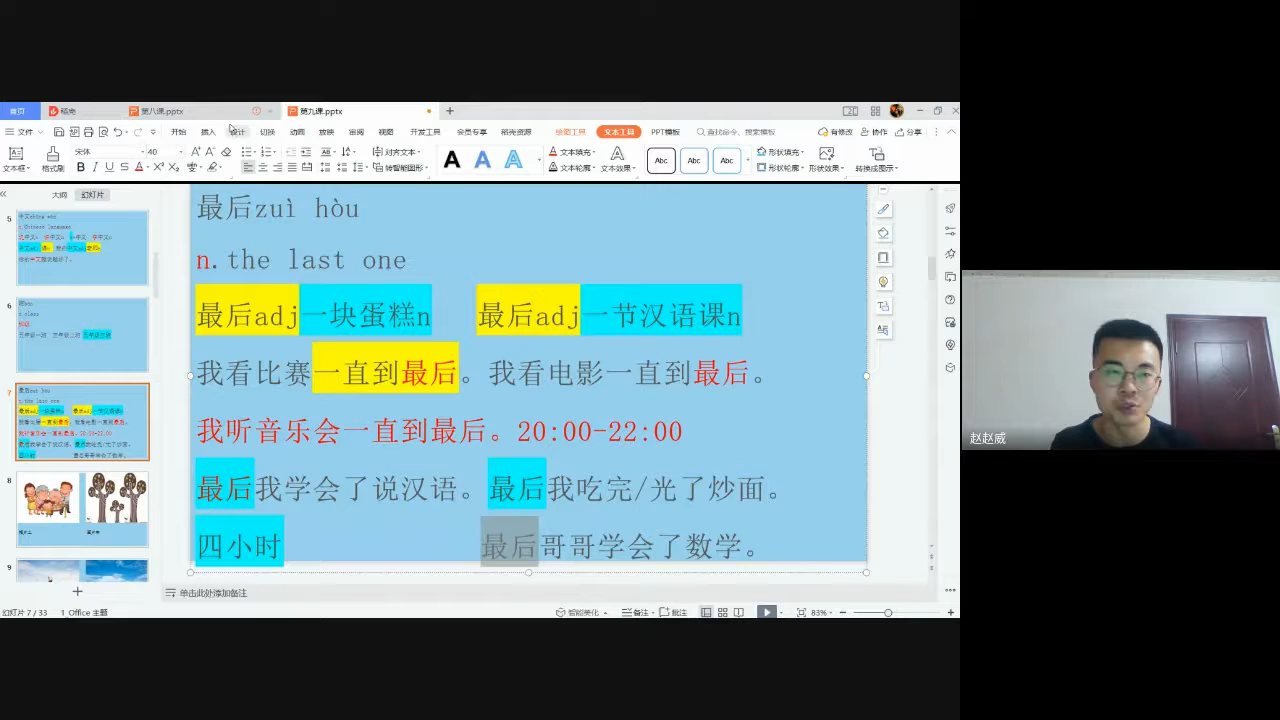 首页 稻壳 第八课.pptx 第九课.pptx
文件 开始 插入 设计 切换 动画 放映 审阅 视图 开发工具 会员专享 稻壳资源 绘图工具 文本工具 PPT模板 查找命令、搜索模板 有修改 协作 分享
宋体 40 对齐文本 文本填充 形状填充
文本框 格式刷 B I U S A X² X₂ 转智能图形 A A A 文本轮廓 文本效果 Abc Abc Abc 形状轮廓 形状效果 转换成图示
大纲 幻灯片
5
6
7
8
9
最后zuì hòu
n.the last one
最后adj一块蛋糕n 最后adj一节汉语课n
我看比赛一直到最后。我看电影一直到最后。
我听音乐会一直到最后。20:00-22:00
最后我学会了说汉语。最后我吃完/光了炒面。
四小时 最后哥哥学会了数学。
赵赵威
单击此处添加备注
幻灯片 7 / 33 1_Office 主题 智能美化 备注 批注 83%